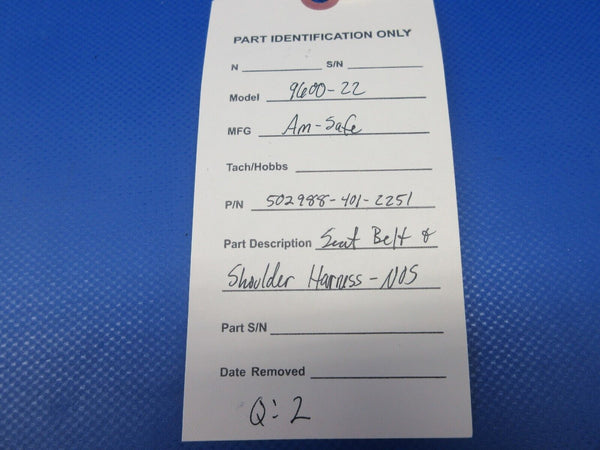 PART IDENTIFICATION ONLY
N S/N
Model 9600-22
MFG Am-Safe
Tach/Hobbs
P/N 502988-401-2251
Part Description Seat Belt &
Shoulder Harness - NOS
Part S/N
Date Removed
Q: 2